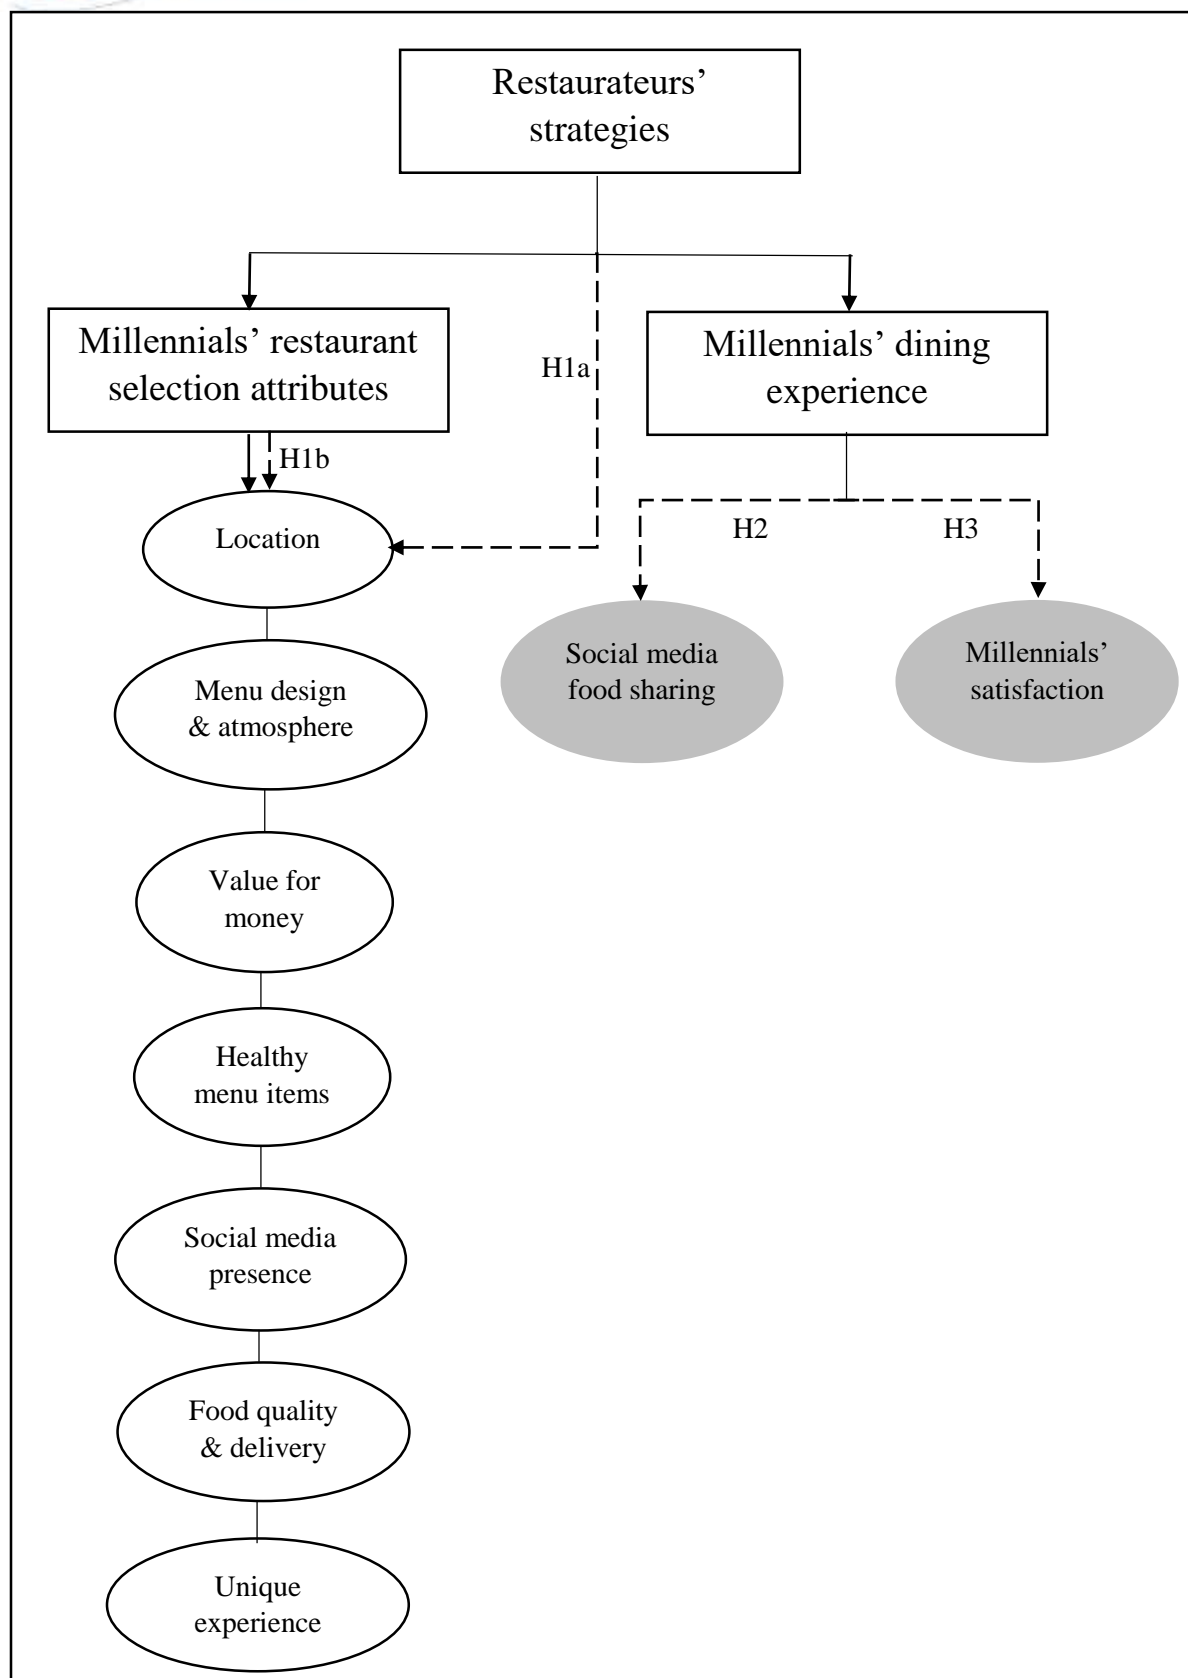 Restaurateurs’
strategies
Millennials’ restaurant
selection attributes
Millennials’ dining
experience
H1a
H1b
Location
H2
H3
Social media
food sharing
Millennials’
satisfaction
Menu design
& atmosphere
Value for
money
Healthy
menu items
Social media
presence
Food quality
& delivery
Unique
experience